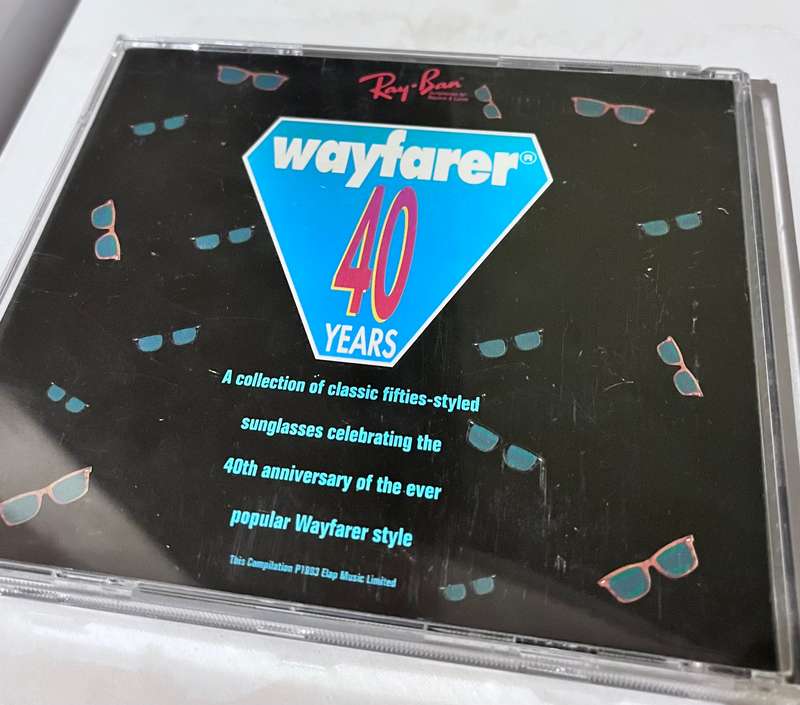 Ray-Ban
wayfarer®
40
YEARS
A collection of classic fifties-styled
sunglasses celebrating the
40th anniversary of the ever
popular Wayfarer style
This Compilation P1993 Elap Music Limited